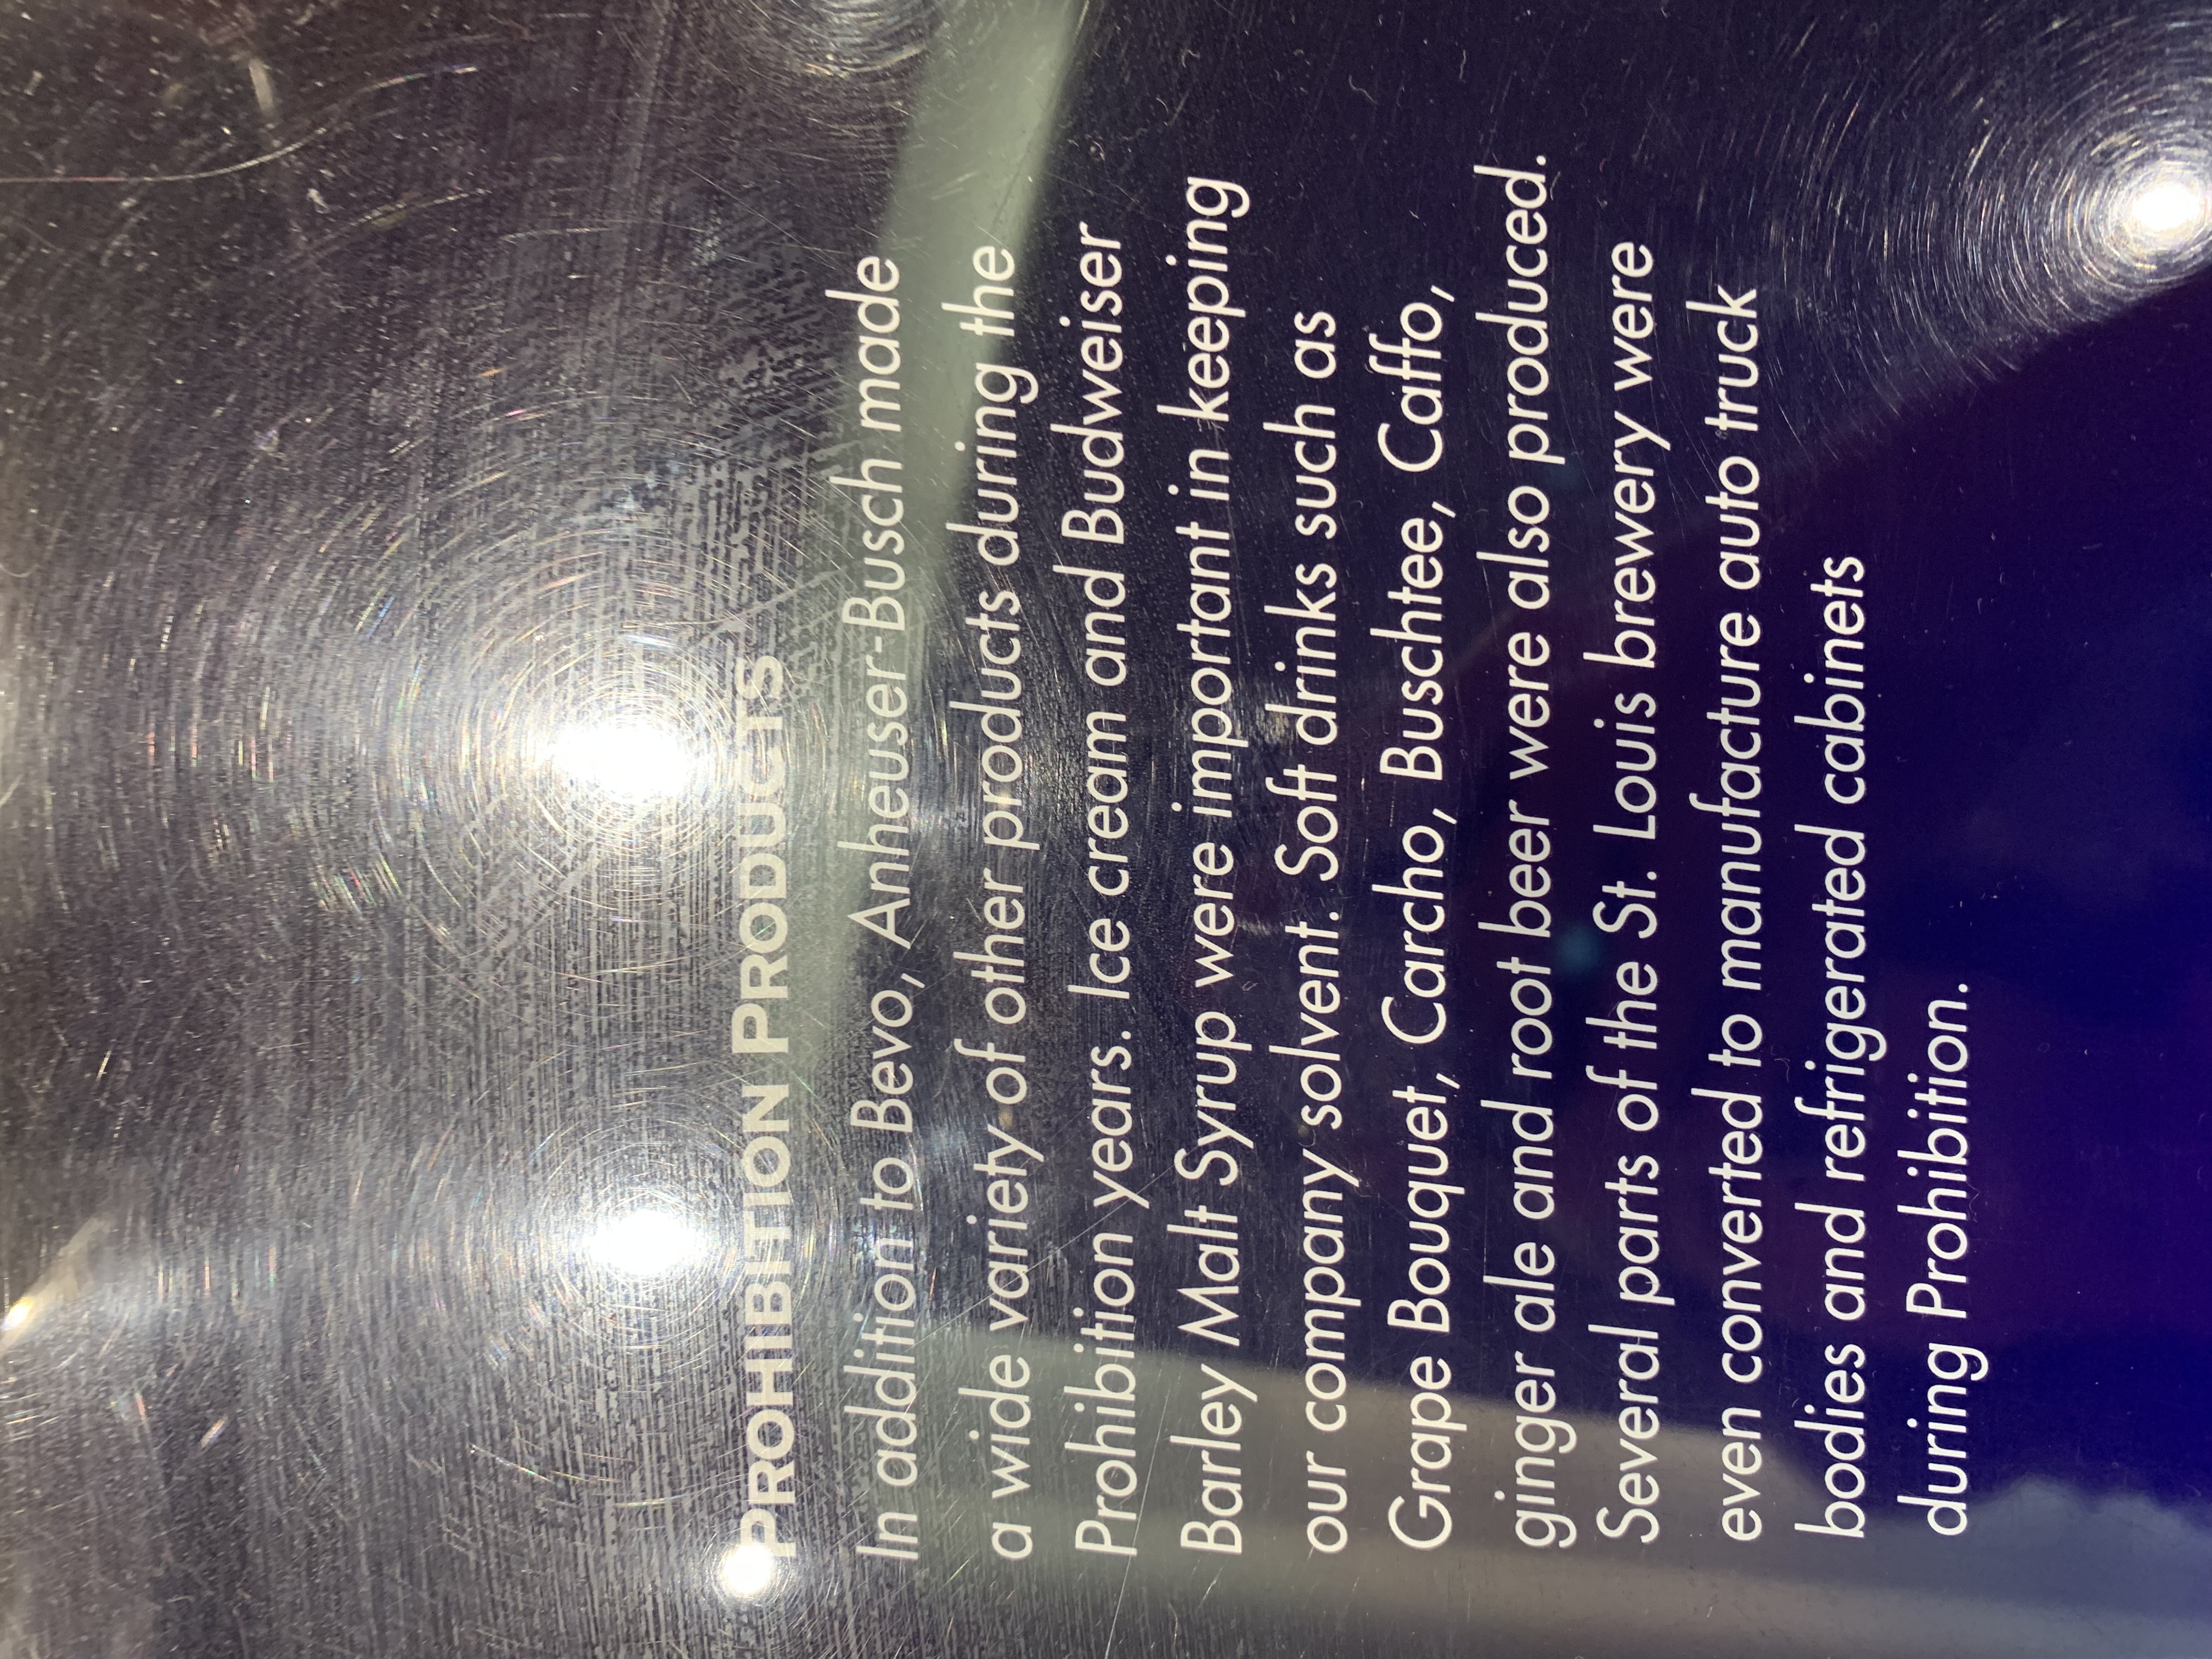 PROHIBITION PRODUCTS
In addition to Bevo, Anheuser-Busch made
a wide variety of other products during the
Prohibition years. Ice cream and Budweiser
Barley Malt Syrup were important in keeping
our company solvent. Soft drinks such as
Grape Bouquet, Carcho, Buschtee, Caffo,
ginger ale and root beer were also produced.
Several parts of the St. Louis brewery were
even converted to manufacture auto truck
bodies and refrigerated cabinets
during Prohibition.